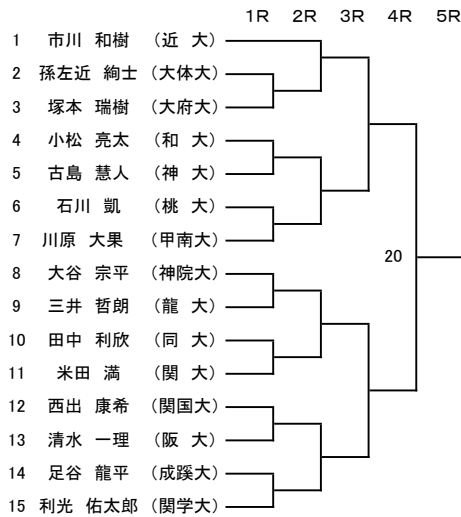 1R 2R 3R 4R 5R
1 市川 和樹 (近 大)
2 孫左近 絢士 (大体大)
3 塚本 瑞樹 (大府大)
4 小松 亮太 (和 大)
5 古島 慧人 (神 大)
6 石川 凱 (桃 大)
7 川原 大果 (甲南大)
8 大谷 宗平 (神院大)
20
9 三井 哲朗 (龍 大)
10 田中 利欣 (同 大)
11 米田 満 (関 大)
12 西出 康希 (関国大)
13 清水 一理 (阪 大)
14 足谷 龍平 (成蹊大)
15 利光 佑太郎 (関学大)